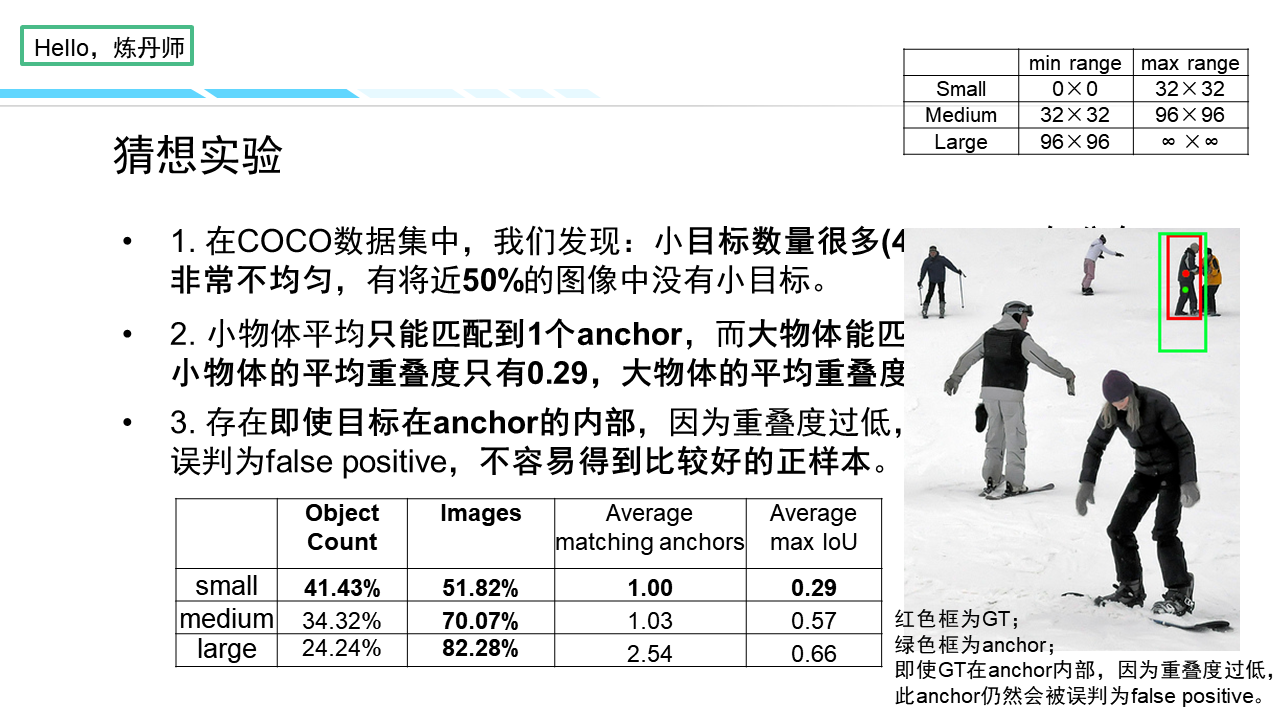 Hello，炼丹师
min range max range
Small 0×0 32×32
Medium 32×32 96×96
Large 96×96 ∞ ×∞
猜想实验
• 1. 在COCO数据集中，我们发现：小目标数量很多(4
非常不均匀，有将近50%的图像中没有小目标。
• 2. 小物体平均只能匹配到1个anchor，而大物体能匹
小物体的平均重叠度只有0.29，大物体的平均重叠度
• 3. 存在即使目标在anchor的内部，因为重叠度过低，
误判为false positive，不容易得到比较好的正样本。
Object Count Images Average matching anchors Average max IoU
small 41.43% 51.82% 1.00 0.29
medium 34.32% 70.07% 1.03 0.57
large 24.24% 82.28% 2.54 0.66
红色框为GT；
绿色框为anchor；
即使GT在anchor内部，因为重叠度过低，
此anchor仍然会被误判为false positive。